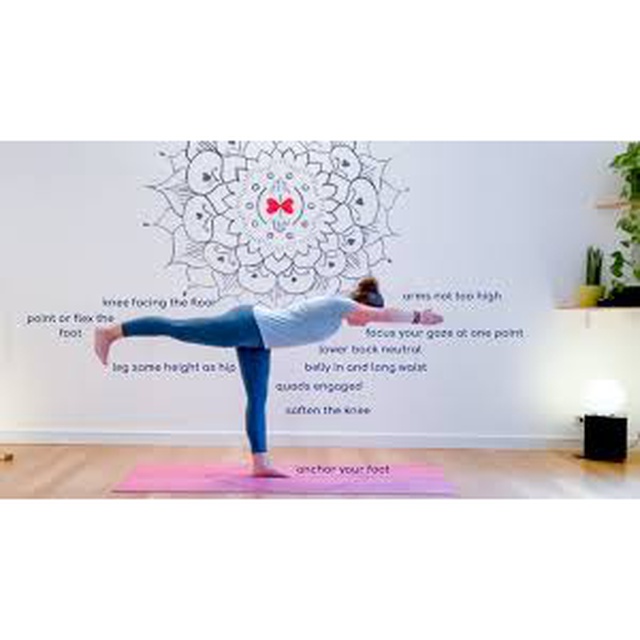 arms not too high
knee facing the floor
point or flex the
foot
focus your gaze at one point
lower back neutral
leg same height as hip
belly in and long waist
quads engaged
soften the knee
anchor your foot